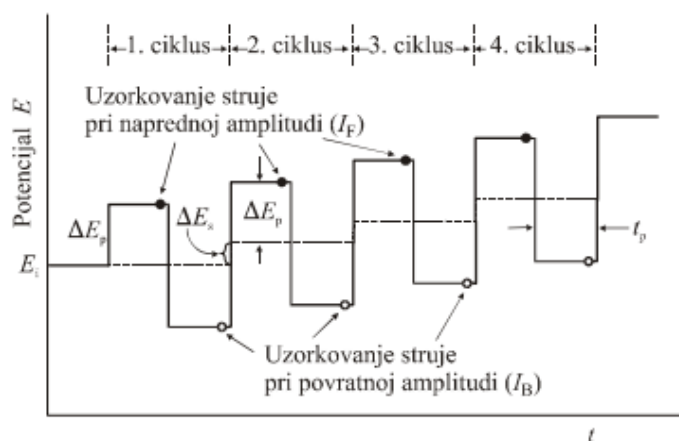 1. ciklus 2. ciklus 3. ciklus 4. ciklus
Uzorkovanje struje
pri naprednoj amplitudi (I_F)
Potencijal E
ΔE_p
ΔE_s
ΔE_p
t_p
E_i
Uzorkovanje struje
pri povratnoj amplitudi (I_B)
t